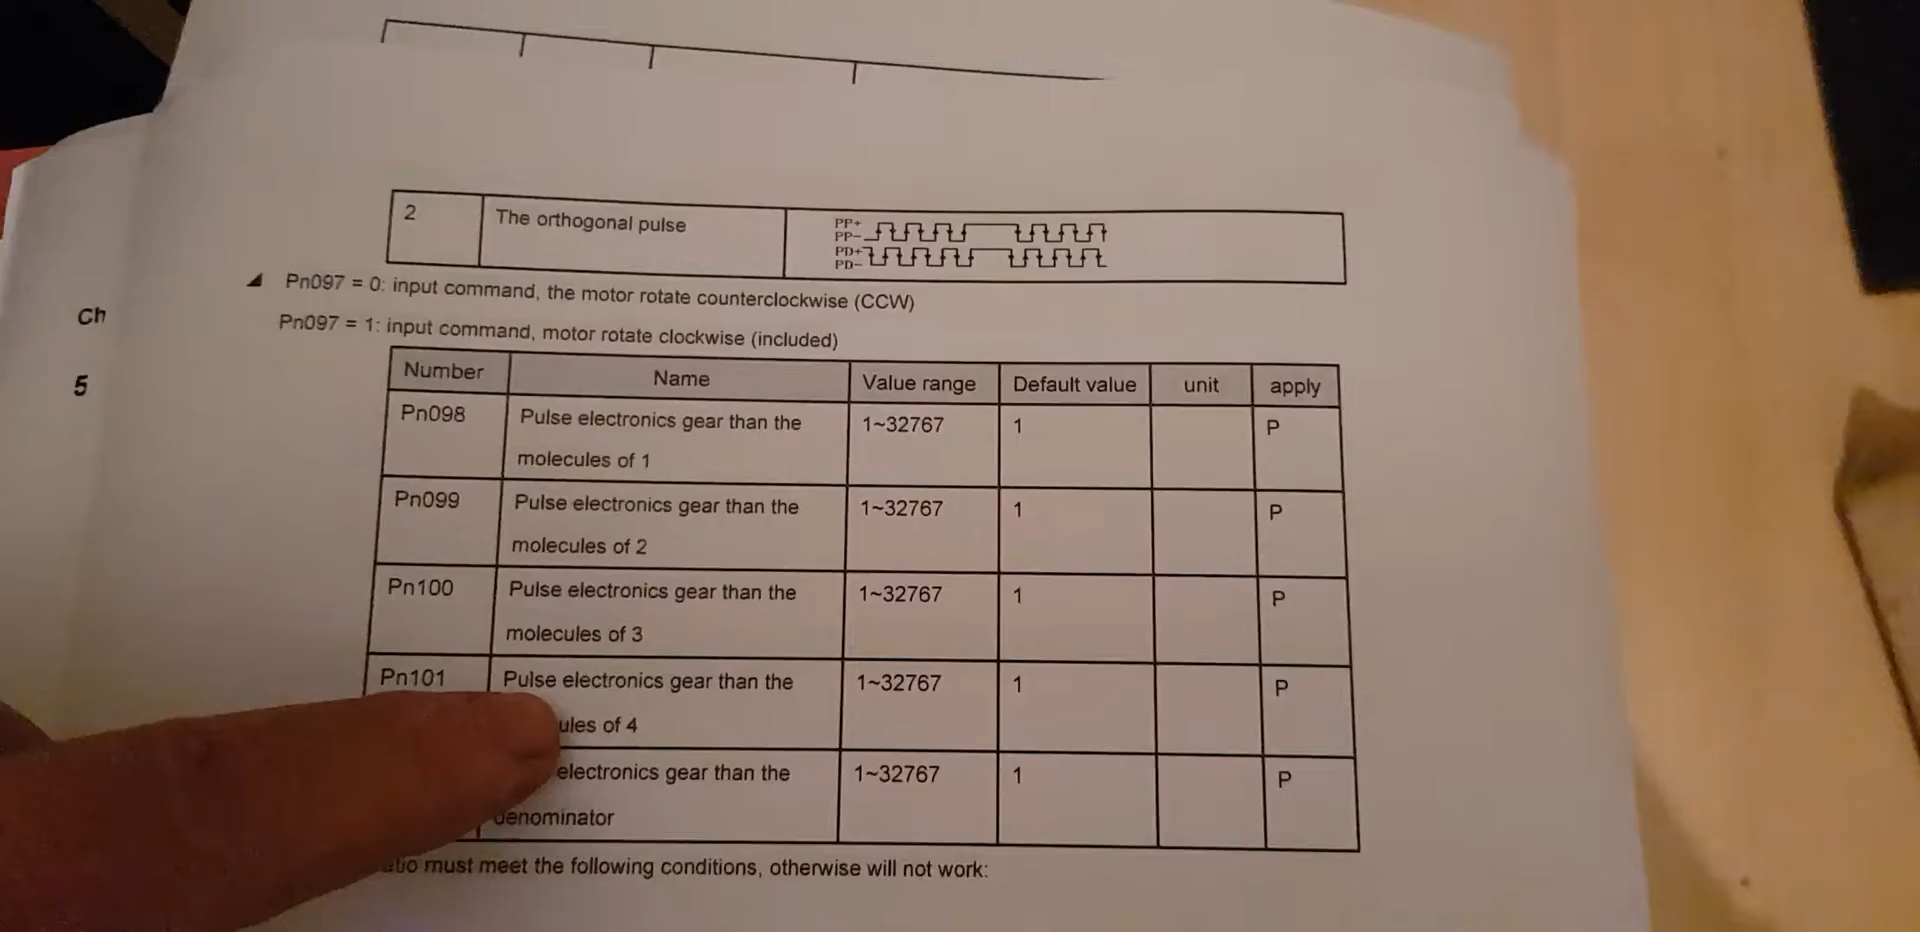 2 The orthogonal pulse PP+
PP-
PD+
PD-
Pn097 = 0: input command, the motor rotate counterclockwise (CCW)
Pn097 = 1: input command, motor rotate clockwise (included)
Ch
5
Number Name Value range Default value unit apply
Pn098 Pulse electronics gear than the 1~32767 1 P
molecules of 1
Pn099 Pulse electronics gear than the 1~32767 1 P
molecules of 2
Pn100 Pulse electronics gear than the 1~32767 1 P
molecules of 3
Pn101 Pulse electronics gear than the 1~32767 1 P
ules of 4
electronics gear than the 1~32767 1 P
denominator
must meet the following conditions, otherwise will not work: